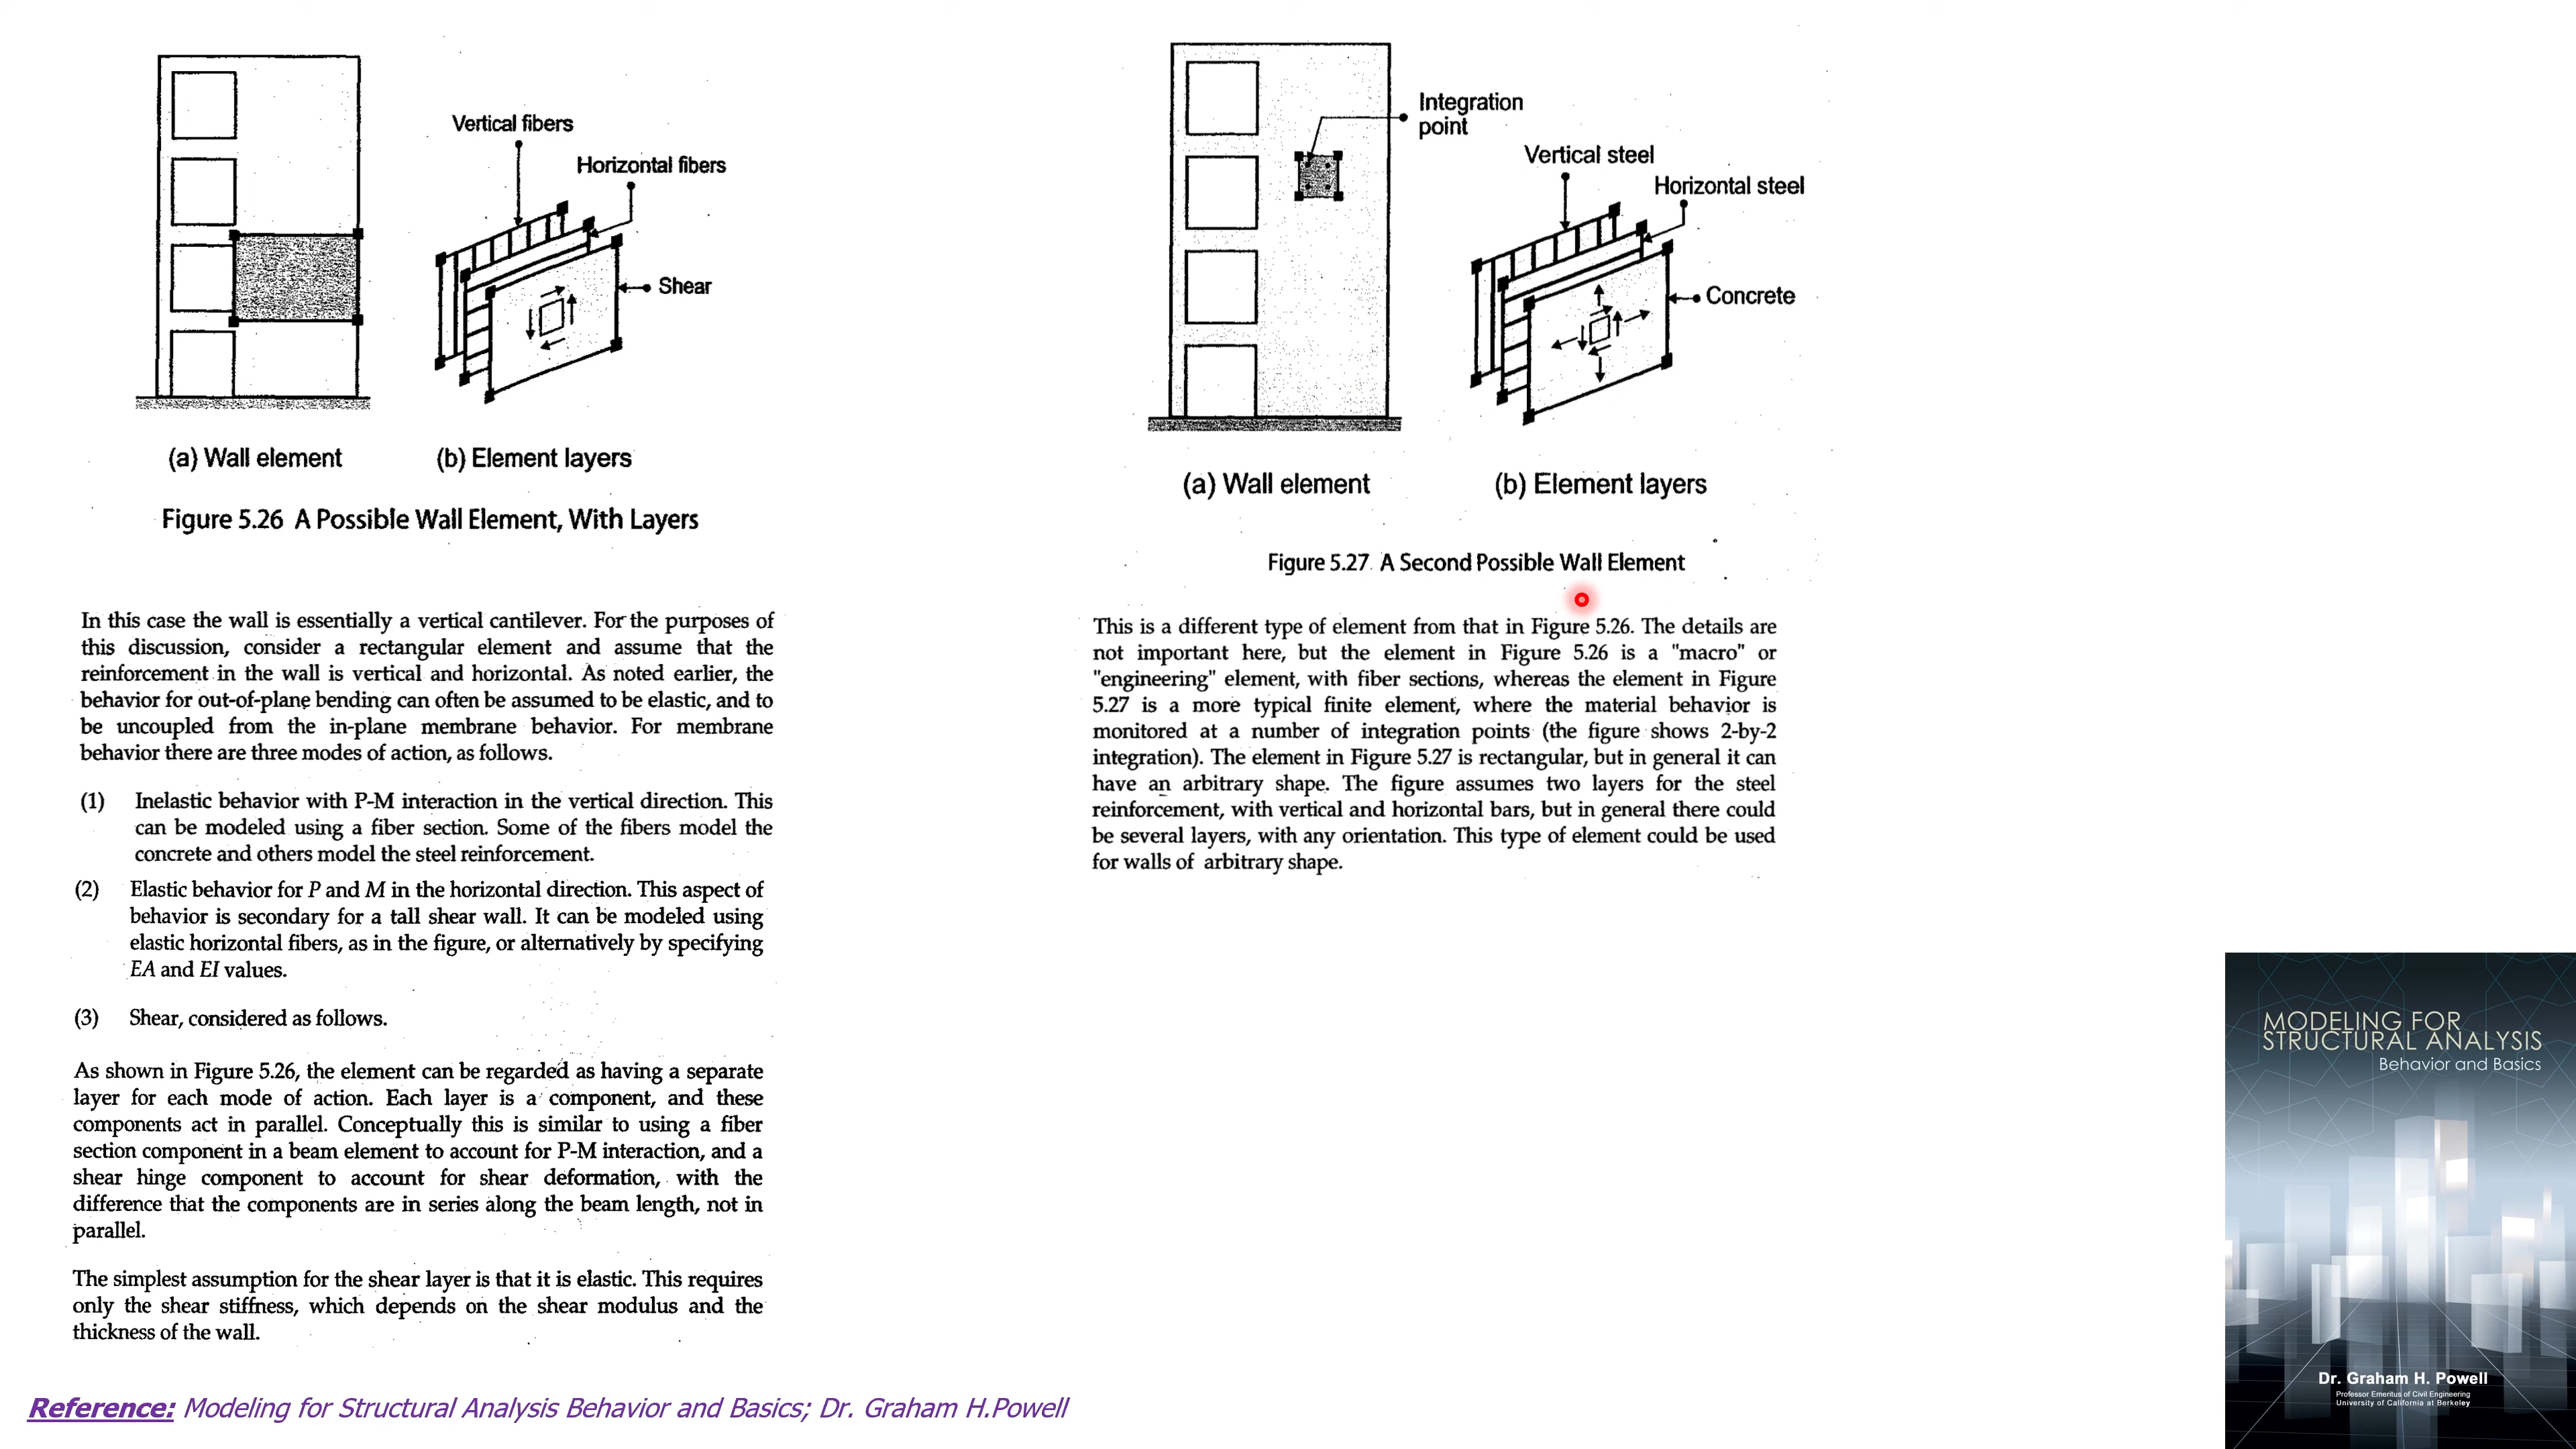 Vertical fibers
Horizontal fibers
Shear
(a) Wall element
(b) Element layers
Figure 5.26 A Possible Wall Element, With Layers
In this case the wall is essentially a vertical cantilever. For the purposes of
this discussion, consider a rectangular element and assume that the
reinforcement in the wall is vertical and horizontal. As noted earlier, the
behavior for out-of-plane bending can often be assumed to be elastic, and to
be uncoupled from the in-plane membrane behavior. For membrane
behavior there are three modes of action, as follows.
(1) Inelastic behavior with P-M interaction in the vertical direction. This
can be modeled using a fiber section. Some of the fibers model the
concrete and others model the steel reinforcement.
(2) Elastic behavior for P and M in the horizontal direction. This aspect of
behavior is secondary for a tall shear wall. It can be modeled using
elastic horizontal fibers, as in the figure, or alternatively by specifying
EA and EI values.
(3) Shear, considered as follows.
As shown in Figure 5.26, the element can be regarded as having a separate
layer for each mode of action. Each layer is a component, and these
components act in parallel. Conceptually this is similar to using a fiber
section component in a beam element to account for P-M interaction, and a
shear hinge component to account for shear deformation, with the
difference that the components are in series along the beam length, not in
parallel.
The simplest assumption for the shear layer is that it is elastic. This requires
only the shear stiffness, which depends on the shear modulus and the
thickness of the wall.
Integration
point
Vertical steel
Horizontal steel
Concrete
(a) Wall element
(b) Element layers
Figure 5.27 A Second Possible Wall Element
This is a different type of element from that in Figure 5.26. The details are
not important here, but the element in Figure 5.26 is a "macro" or
"engineering" element, with fiber sections, whereas the element in Figure
5.27 is a more typical finite element, where the material behavior is
monitored at a number of integration points (the figure shows 2-by-2
integration). The element in Figure 5.27 is rectangular, but in general it can
have an arbitrary shape. The figure assumes two layers for the steel
reinforcement, with vertical and horizontal bars, but in general there could
be several layers, with any orientation. This type of element could be used
for walls of arbitrary shape.
MODELING FOR
STRUCTURAL ANALYSIS
Behavior and Basics
Dr. Graham H. Powell
Professor Emeritus of Civil Engineering
University of California at Berkeley
Reference: Modeling for Structural Analysis Behavior and Basics; Dr. Graham H.Powell